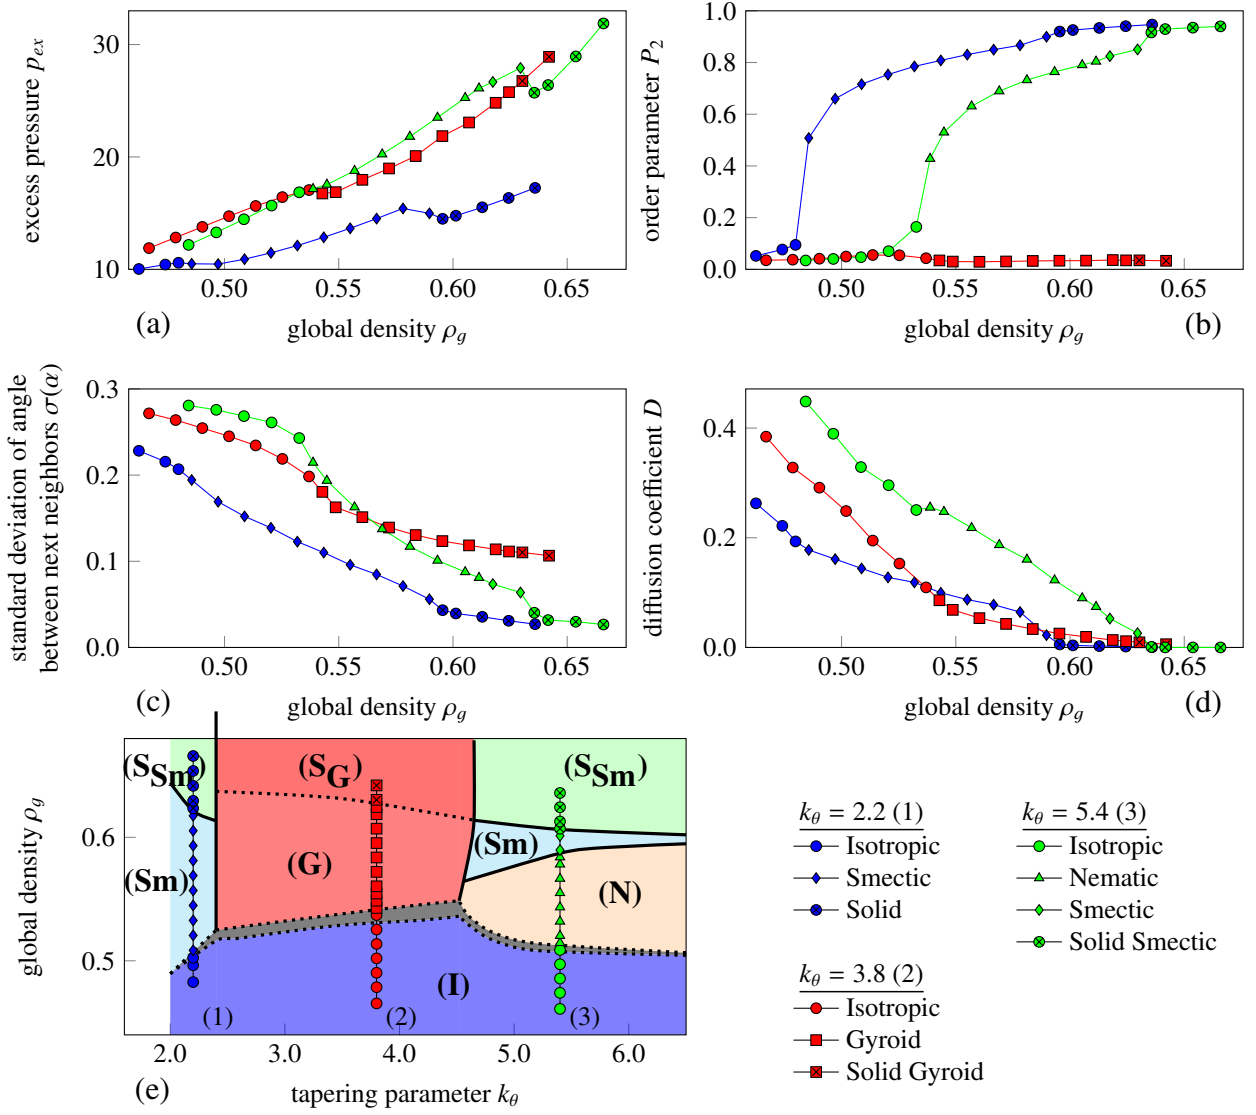 excess pressure p_ex
30
20
10
0.50 0.55 0.60 0.65
(a) global density ρ_g
order parameter P_2
1.0
0.8
0.6
0.4
0.2
0.0
0.50 0.55 0.60 0.65
global density ρ_g (b)
standard deviation of angle
between next neighbors σ(α)
0.3
0.2
0.1
0.0
0.50 0.55 0.60 0.65
(c) global density ρ_g
diffusion coefficient D
0.4
0.2
0.0
0.50 0.55 0.60 0.65
global density ρ_g (d)
global density ρ_g
0.6
0.5
(S_Sm) (S_G) (S_Sm)
(Sm) (G) (Sm) (N)
(I)
(1) (2) (3)
2.0 3.0 4.0 5.0 6.0
(e) tapering parameter k_θ
k_θ = 2.2 (1)
Isotropic
Smectic
Solid
k_θ = 3.8 (2)
Isotropic
Gyroid
Solid Gyroid
k_θ = 5.4 (3)
Isotropic
Nematic
Smectic
Solid Smectic